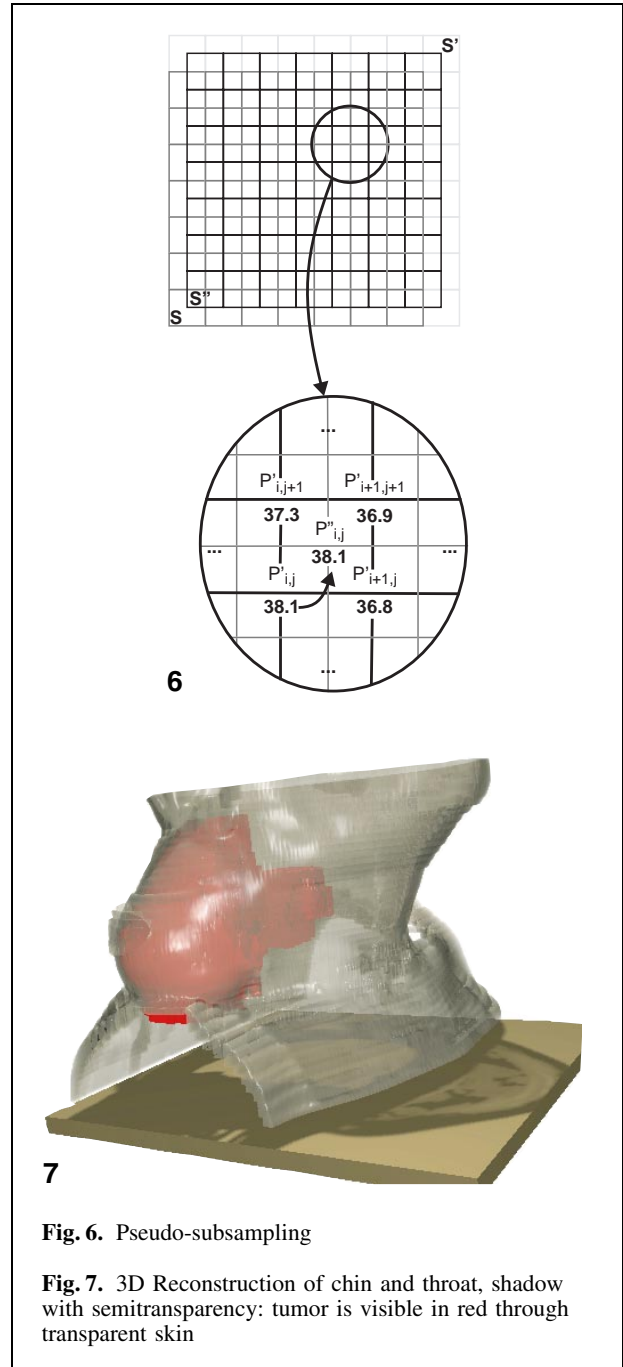 S'
S"
S
...
P'i,j+1 P'i+1,j+1
37.3 36.9
P"i,j
... 38.1 ...
P'i,j P'i+1,j
38.1 36.8
...
6
7
Fig. 6. Pseudo-subsampling
Fig. 7. 3D Reconstruction of chin and throat, shadow
with semitransparency: tumor is visible in red through
transparent skin